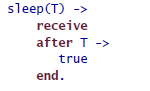 sleep(T) ->
    receive
    after T ->
       true
    end.